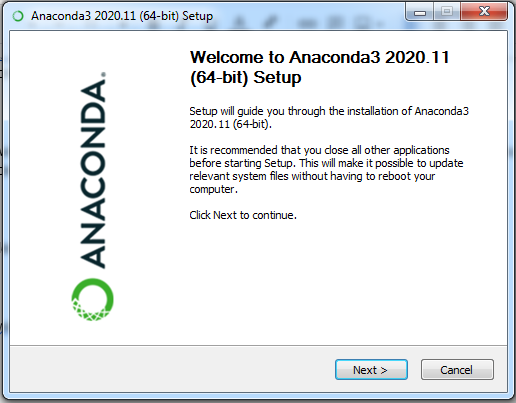 Anaconda3 2020.11 (64-bit) Setup
ANACONDA.
Welcome to Anaconda3 2020.11
(64-bit) Setup
Setup will guide you through the installation of Anaconda3
2020.11 (64-bit).
It is recommended that you close all other applications
before starting Setup. This will make it possible to update
relevant system files without having to reboot your
computer.
Click Next to continue.
Next >
Cancel